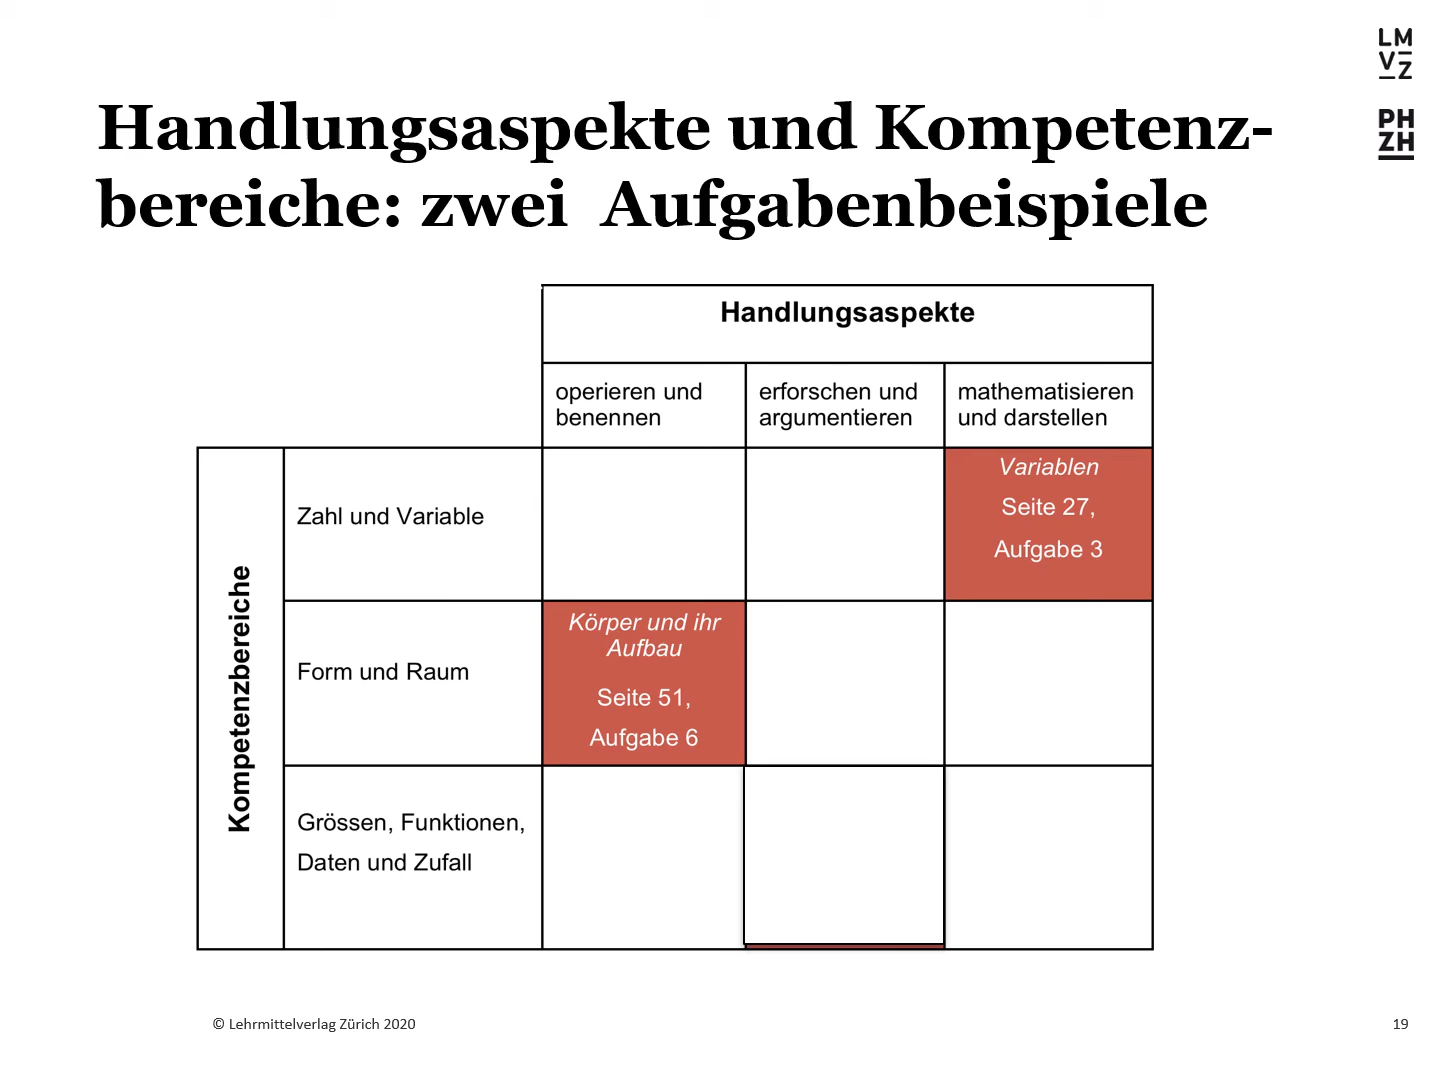 LM
VZ
PH
ZH
Handlungsaspekte und Kompetenz-
bereiche: zwei  Aufgabenbeispiele
Handlungsaspekte
operieren und
benennen
erforschen und
argumentieren
mathematisieren
und darstellen
Kompetenzbereiche
Zahl und Variable
Variablen
Seite 27,
Aufgabe 3
Form und Raum
Körper und ihr
Aufbau
Seite 51,
Aufgabe 6
Grössen, Funktionen,
Daten und Zufall
© Lehrmittelverlag Zürich 2020
19